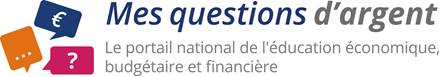 €
...
?
Mes questions d'argent
Le portail national de l'éducation économique,
budgétaire et financière